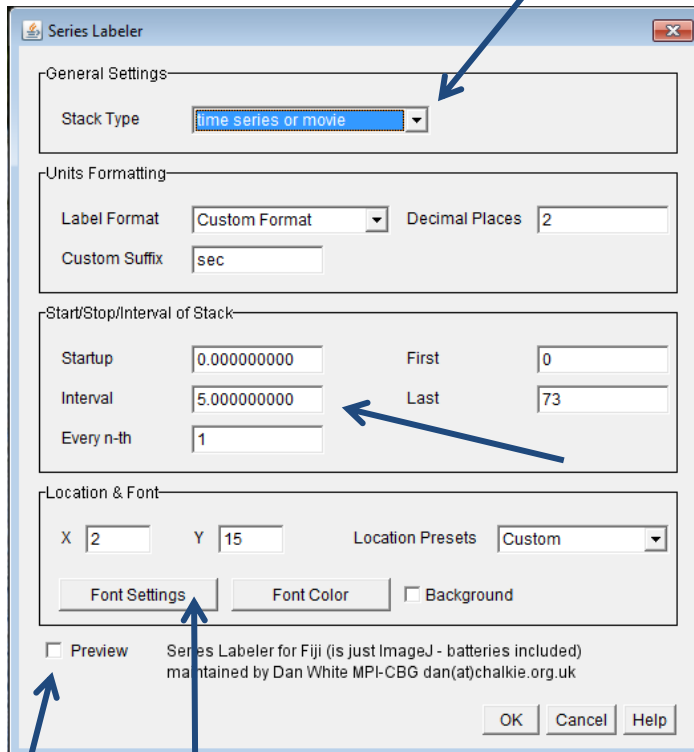 Series Labeler
General Settings
Stack Type time series or movie
Units Formatting
Label Format Custom Format Decimal Places 2
Custom Suffix sec
Start/Stop/Interval of Stack
Startup 0.000000000 First 0
Interval 5.000000000 Last 73
Every n-th 1
Location & Font
X 2 Y 15 Location Presets Custom
Font Settings Font Color Background
Preview Series Labeler for Fiji (is just ImageJ - batteries included)
maintained by Dan White MPI-CBG dan(at)chalkie.org.uk
OK Cancel Help